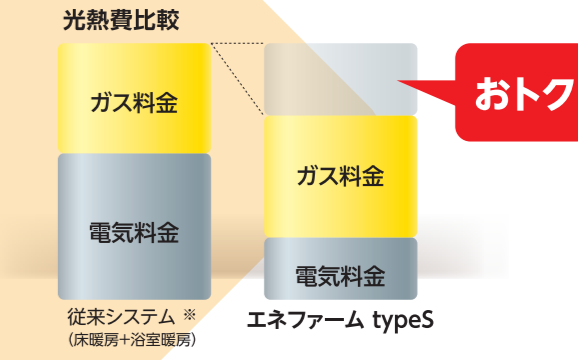 光熱費比較
ガス料金
電気料金
従来システム ※
(床暖房+浴室暖房)
おトク
ガス料金
電気料金
エネファーム typeS